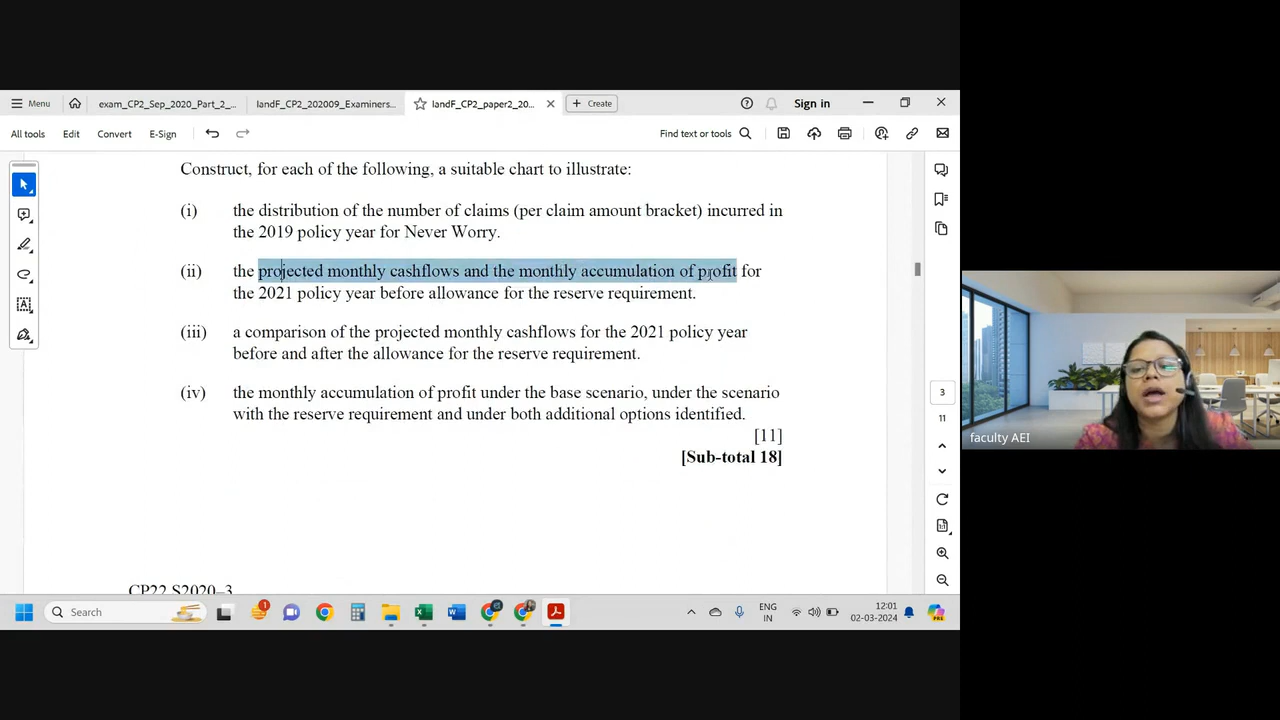 Menu
exam_CP2_Sep_2020_Part_2_...
IandF_CP2_202009_Examiners...
IandF_CP2_paper2_20...
Create
Sign in
All tools
Edit
Convert
E-Sign
Find text or tools
Construct, for each of the following, a suitable chart to illustrate:
(i) the distribution of the number of claims (per claim amount bracket) incurred in
the 2019 policy year for Never Worry.
(ii) the projected monthly cashflows and the monthly accumulation of profit for
the 2021 policy year before allowance for the reserve requirement.
(iii) a comparison of the projected monthly cashflows for the 2021 policy year
before and after the allowance for the reserve requirement.
(iv) the monthly accumulation of profit under the base scenario, under the scenario
with the reserve requirement and under both additional options identified.
[11]
[Sub-total 18]
CP22 S2020–3
3
11
faculty AEI
Search
1
ENG
IN
12:01
02-03-2024